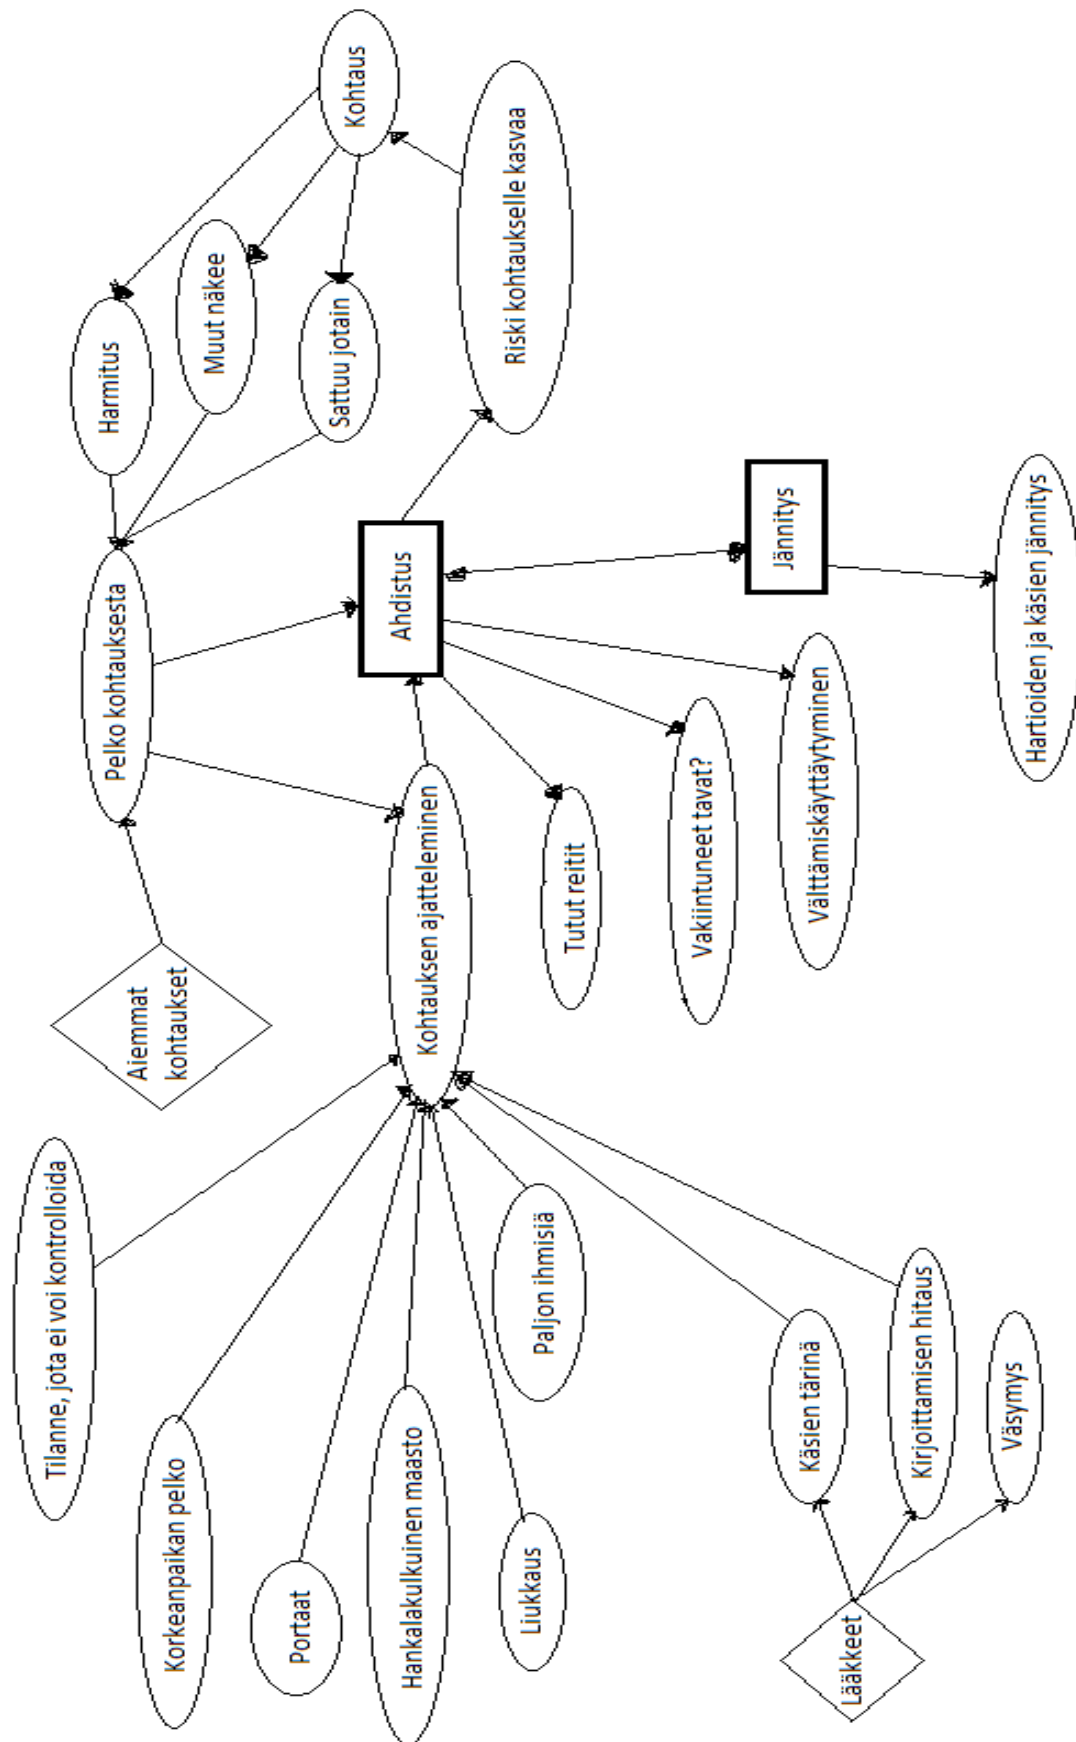 Tilanne, jota ei voi kontrolloida
Aiemmat
kohtaukset
Pelko kohtauksesta
Harmitus
Korkeanpaikan pelko
Muut näkee
Portaat
Sattuu jotain
Kohtaus
Hankalakulkuinen maasto
Kohtauksen ajatteleminen
Ahdistus
Liukkaus
Paljon ihmisiä
Tutut reitit
Riski kohtaukselle kasvaa
Vakiintuneet tavat?
Välttämiskäyttäytyminen
Jännitys
Käsien tärinä
Lääkkeet
Kirjoittamisen hitaus
Väsymys
Hartioiden ja käsien jännitys